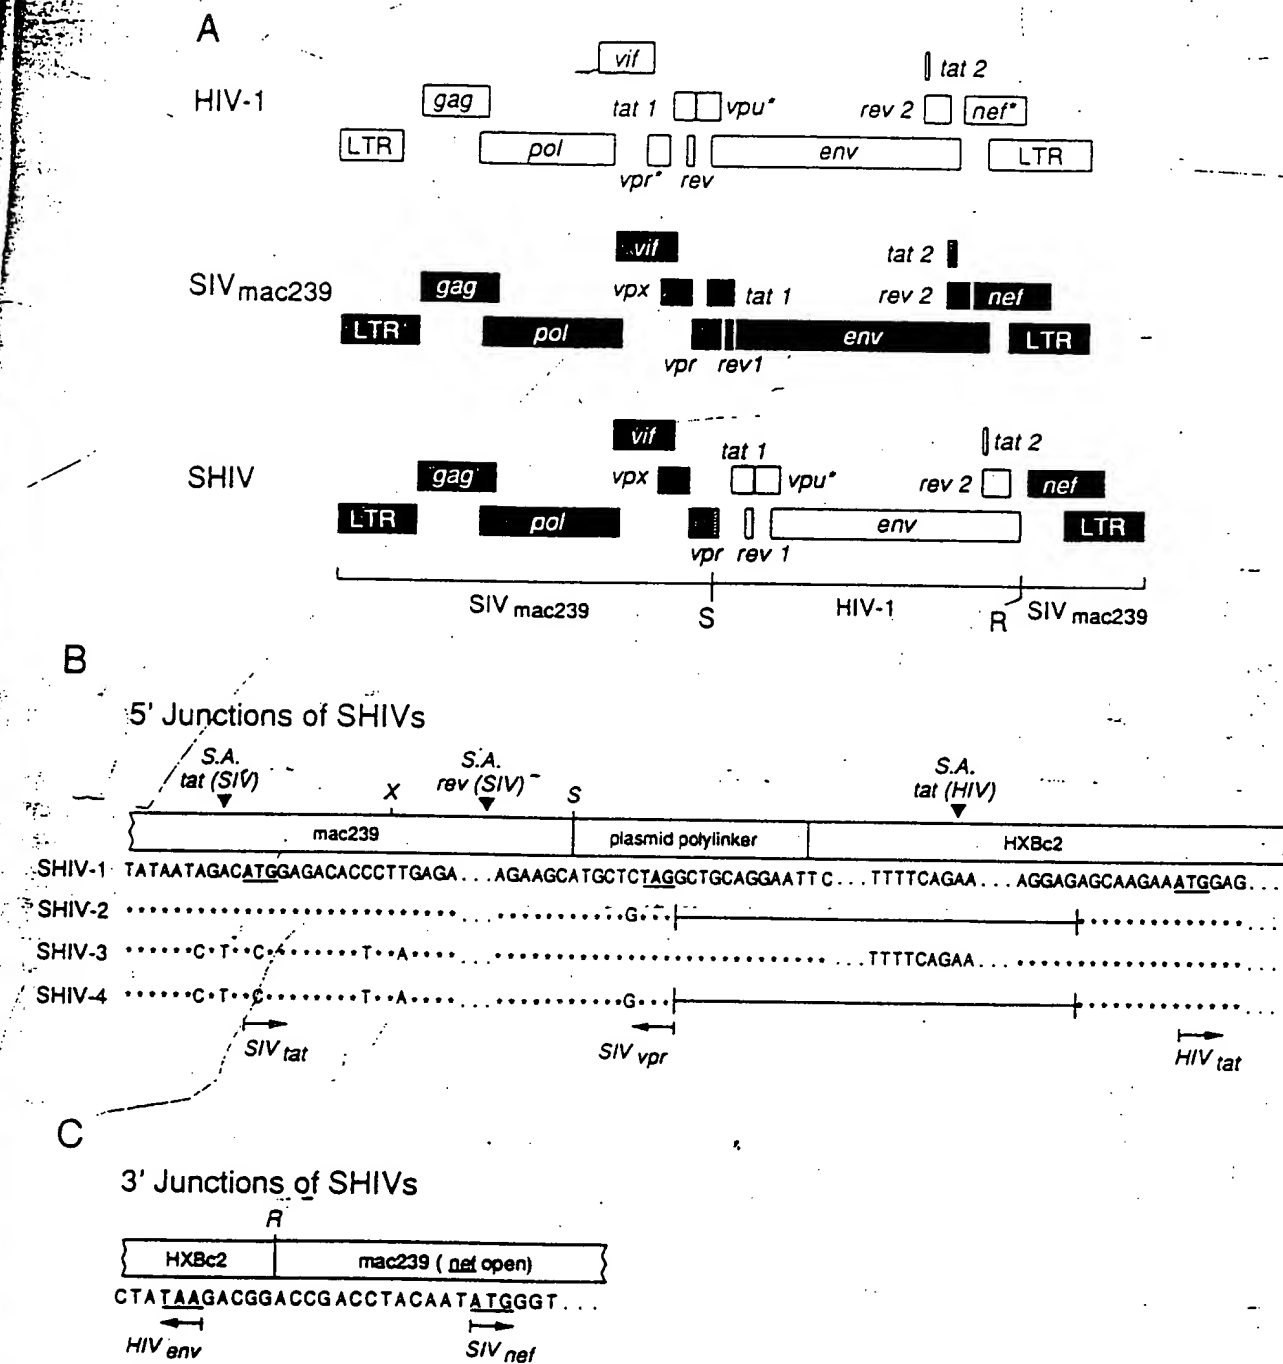 A
HIV-1
vif
tat 2
gag
tat 1
vpu*
rev 2
nef*
LTR
pol
env
LTR
vpr*
rev
SIVmac239
vif
tat 2
gag
vpx
tat 1
rev 2
nef
LTR
pol
env
LTR
vpr
rev1
SHIV
vif
tat 1
tat 2
gag
vpx
vpu*
rev 2
nef
LTR
pol
env
LTR
vpr
rev 1
SIVmac239
S
HIV-1
R
SIVmac239
B
5' Junctions of SHIVs
S.A.
tat (SIV)
X
S.A.
rev (SIV)
S
S.A.
tat (HIV)
mac239
plasmid polylinker
HXBc2
SHIV-1 TATAATAGACATGGAGACACCCTTGAGA...AGAAGCATGCTCTAGGCTGCAGGAATTC...TTTTCAGAA...AGGAGAGCAAGAAATGGAG...
SHIV-2 ............................ ... ............G... ................ ...
SHIV-3 ......C.T..C........T..A.... ... .............................. ...TTTTCAGAA... .................... ...
SHIV-4 ......C.T..C........T..A.... ... ............G... ................ ...
SIV tat
SIV vpr
HIV tat
C
3' Junctions of SHIVs
R
HXBc2
mac239 ( nef open)
CTATAAGACGGACCGACCTACAATATGGGT...
HIV env
SIV nef